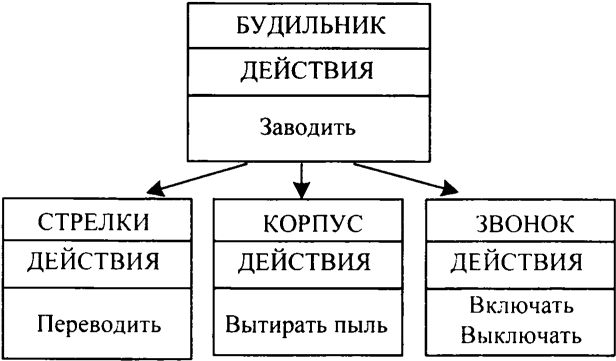 БУДИЛЬНИК
ДЕЙСТВИЯ
Заводить
СТРЕЛКИ
ДЕЙСТВИЯ
Переводить
КОРПУС
ДЕЙСТВИЯ
Вытирать пыль
ЗВОНОК
ДЕЙСТВИЯ
Включать
Выключать